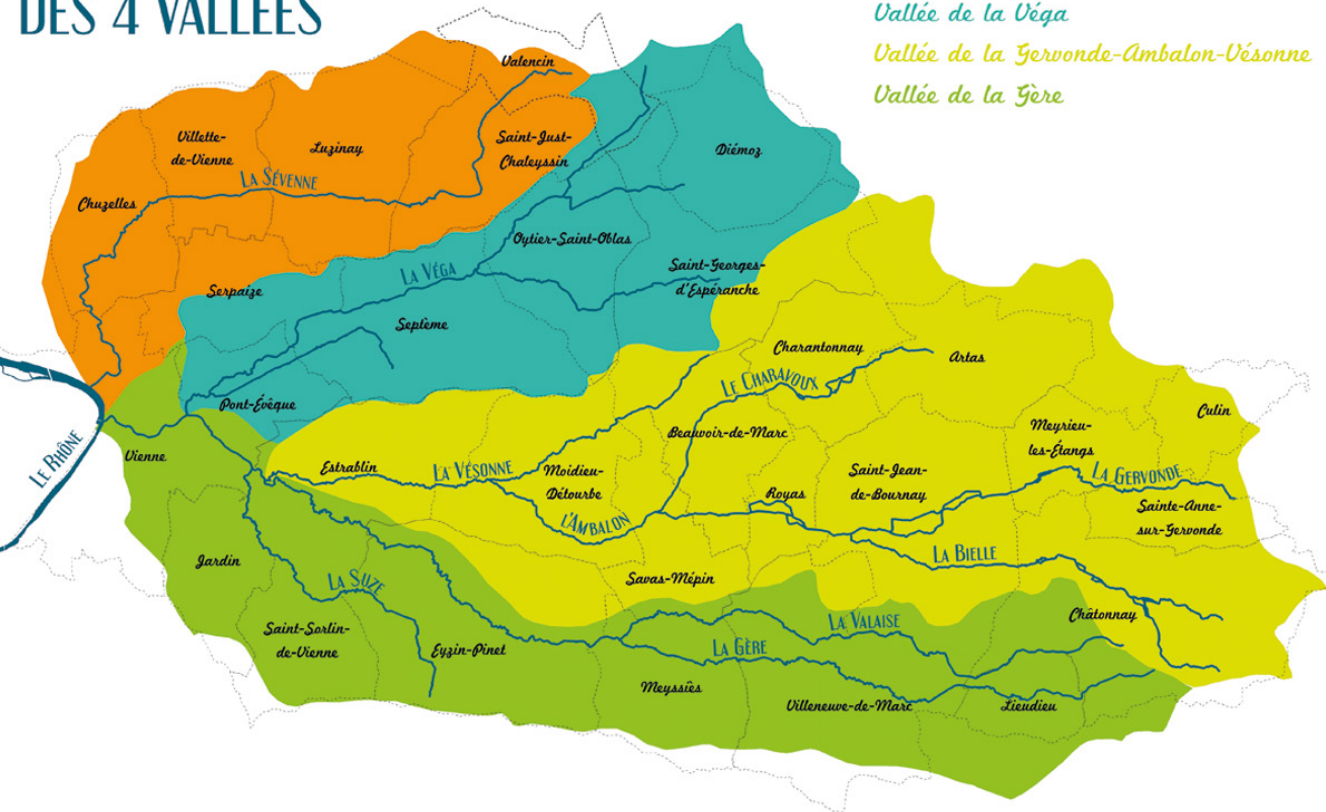 DES 4 VALLÉES
Vallée de la Véga
Vallée de la Gervonde-Ambalon-Vésonne
Vallée de la Gère
Valencin
Villette-
de-Vienne
Luzinay
Saint-Just-
Chaleyssin
Diémoz
LA SÉVENNE
Chuzelles
Oytier-Saint-Oblas
LA VÉGA
Saint-Georges-
d'Espéranche
Serpaize
Septème
Charantonnay
Artas
LE CHARAVOUX
Pont-Évêque
Culin
Beauvoir-de-Marc
Meyrieu-
les-Étangs
LE RHÔNE
Vienne
Estrablin
LA VÉSONNE
Moidieu-
Détourbe
Saint-Jean-
de-Bournay
LA GERVONDE
Royas
Sainte-Anne-
sur-Gervonde
L'AMBALON
LA BIELLE
Jardin
LA SUZE
Savas-Mépin
Châtonnay
LA VALAISE
Saint-Sorlin-
de-Vienne
Eyzin-Pinet
LA GÈRE
Meyssiès
Villeneuve-de-Marc
Lieudieu